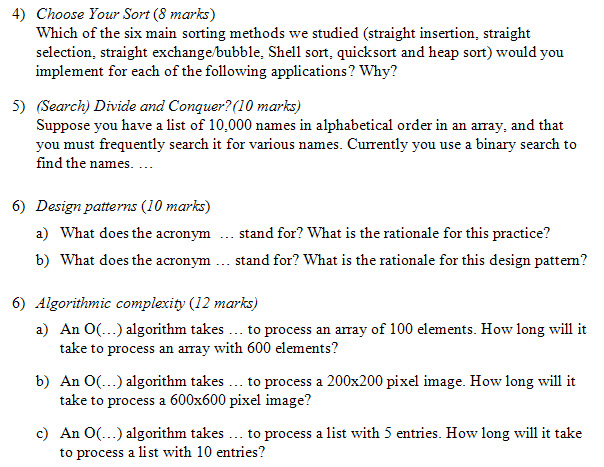 4) Choose Your Sort (8 marks)
Which of the six main sorting methods we studied (straight insertion, straight
selection, straight exchange/bubble, Shell sort, quicksort and heap sort) would you
implement for each of the following applications? Why?
5) (Search) Divide and Conquer?(10 marks)
Suppose you have a list of 10,000 names in alphabetical order in an array, and that
you must frequently search it for various names. Currently you use a binary search to
find the names. …
6) Design patterns (10 marks)
a) What does the acronym … stand for? What is the rationale for this practice?
b) What does the acronym … stand for? What is the rationale for this design pattern?
6) Algorithmic complexity (12 marks)
a) An O(…) algorithm takes … to process an array of 100 elements. How long will it
take to process an array with 600 elements?
b) An O(…) algorithm takes … to process a 200x200 pixel image. How long will it
take to process a 600x600 pixel image?
c) An O(…) algorithm takes … to process a list with 5 entries. How long will it take
to process a list with 10 entries?